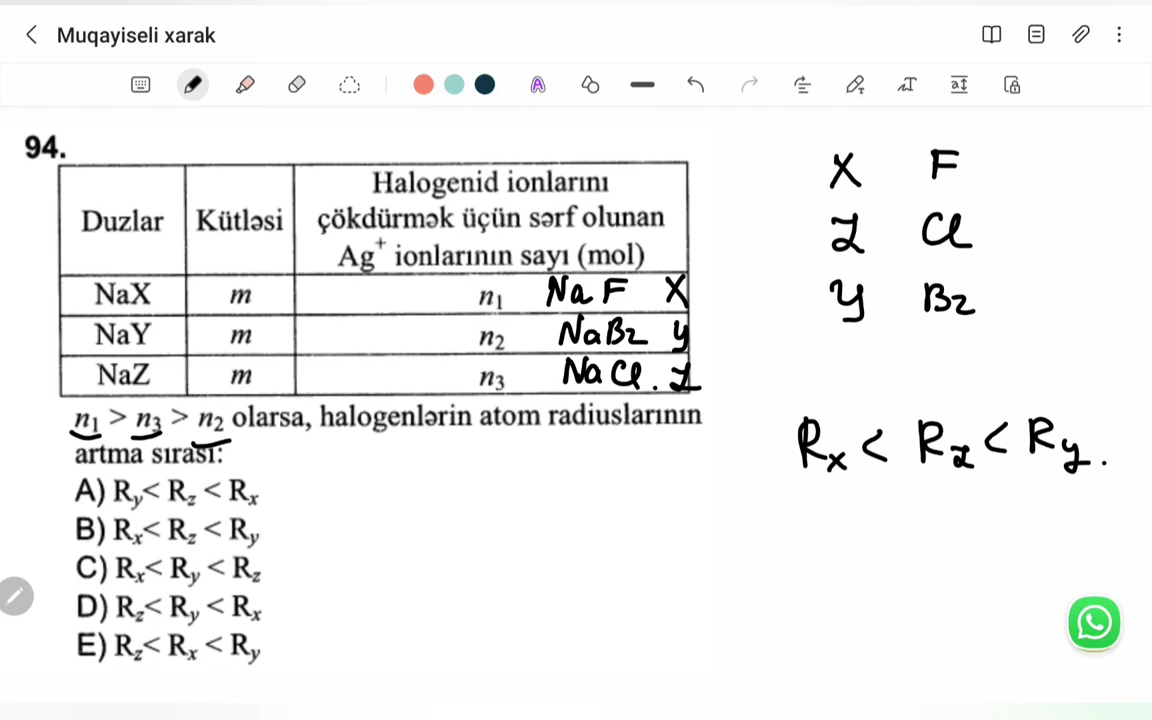 Muqayiseli xarak
94.
Duzlar Kütləsi Halogenid ionlarını çökdürmək üçün sərf olunan Ag⁺ ionlarının sayı (mol)
NaX m n₁ NaF X
NaY m n₂ NaBz y
NaZ m n₃ NaCl. Z
n₁ > n₃ > n₂ olarsa, halogenlərin atom radiuslarının
artma sırası:
A) Ry < Rz < Rx
B) Rx < Rz < Ry
C) Rx < Ry < Rz
D) Rz < Ry < Rx
E) Rz < Rx < Ry
X F
Z Cl
y Bz
Rx < Rz < Ry.